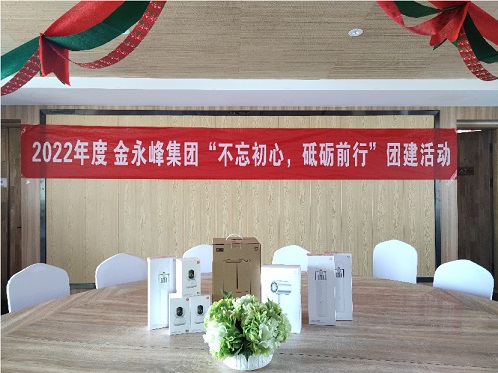 2022年度 金永峰集团 “不忘初心，砥砺前行” 团建活动